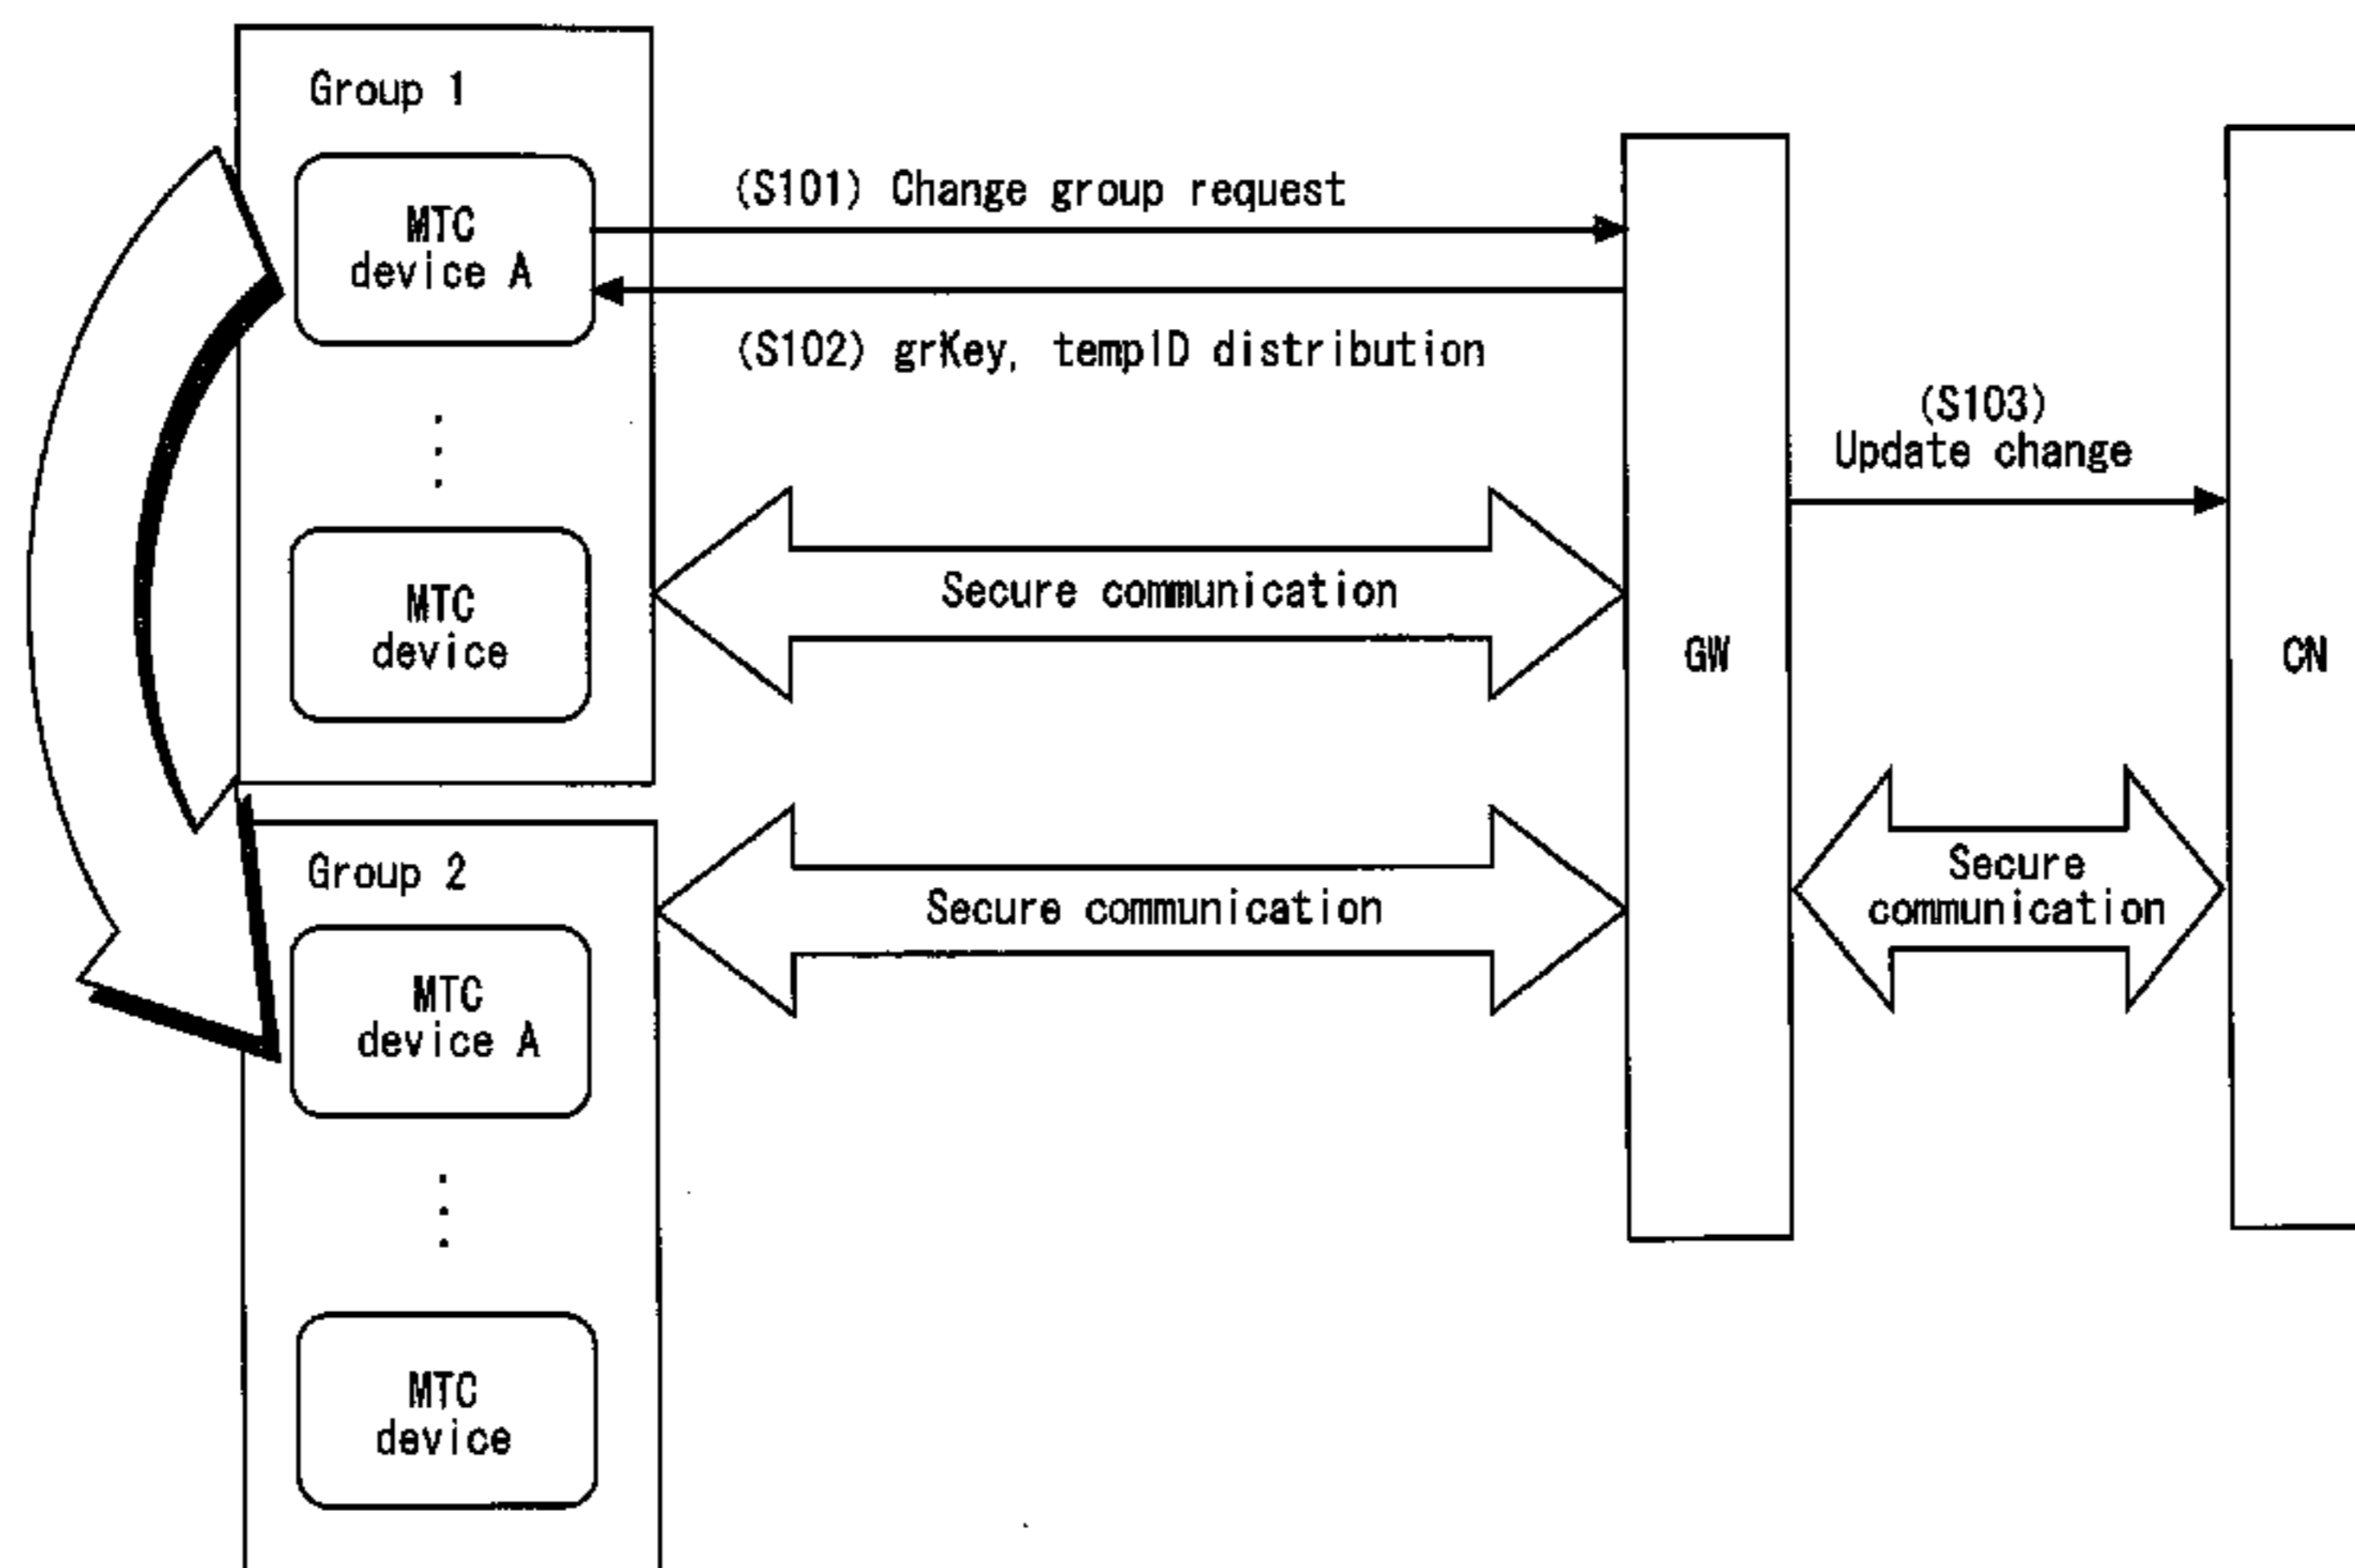 Group 1
MTC
device A
(S101) Change group request
(S102) grKey, tempID distribution
(S103)
Update change
MTC
device
Secure communication
GW
CN
Group 2
Secure communication
Secure
communication
MTC
device A
MTC
device